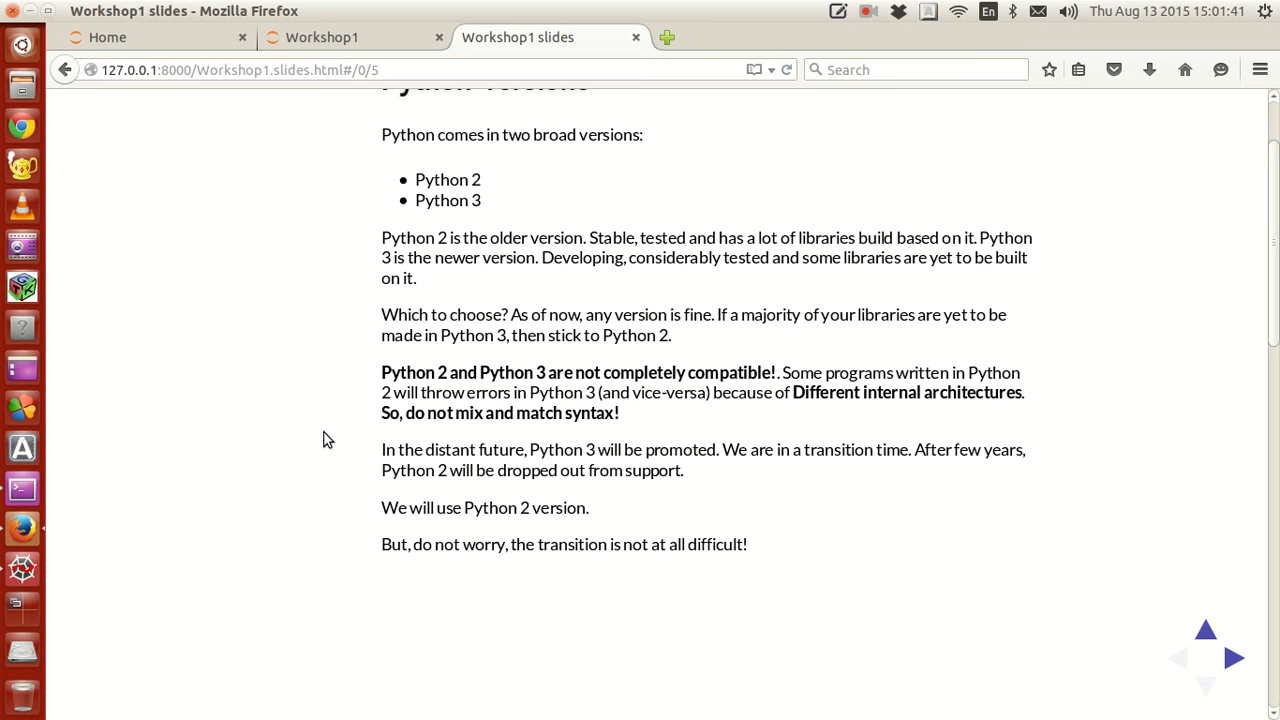 Workshop1 slides - Mozilla Firefox
En
Thu Aug 13 2015 15:01:41
Home
Workshop1
Workshop1 slides
127.0.0.1:8000/Workshop1.slides.html#/0/5
Search
Python versions
Python comes in two broad versions:
Python 2
Python 3
Python 2 is the older version. Stable, tested and has a lot of libraries build based on it. Python
3 is the newer version. Developing, considerably tested and some libraries are yet to be built
on it.
Which to choose? As of now, any version is fine. If a majority of your libraries are yet to be
made in Python 3, then stick to Python 2.
Python 2 and Python 3 are not completely compatible!. Some programs written in Python
2 will throw errors in Python 3 (and vice-versa) because of Different internal architectures.
So, do not mix and match syntax!
In the distant future, Python 3 will be promoted. We are in a transition time. After few years,
Python 2 will be dropped out from support.
We will use Python 2 version.
But, do not worry, the transition is not at all difficult!